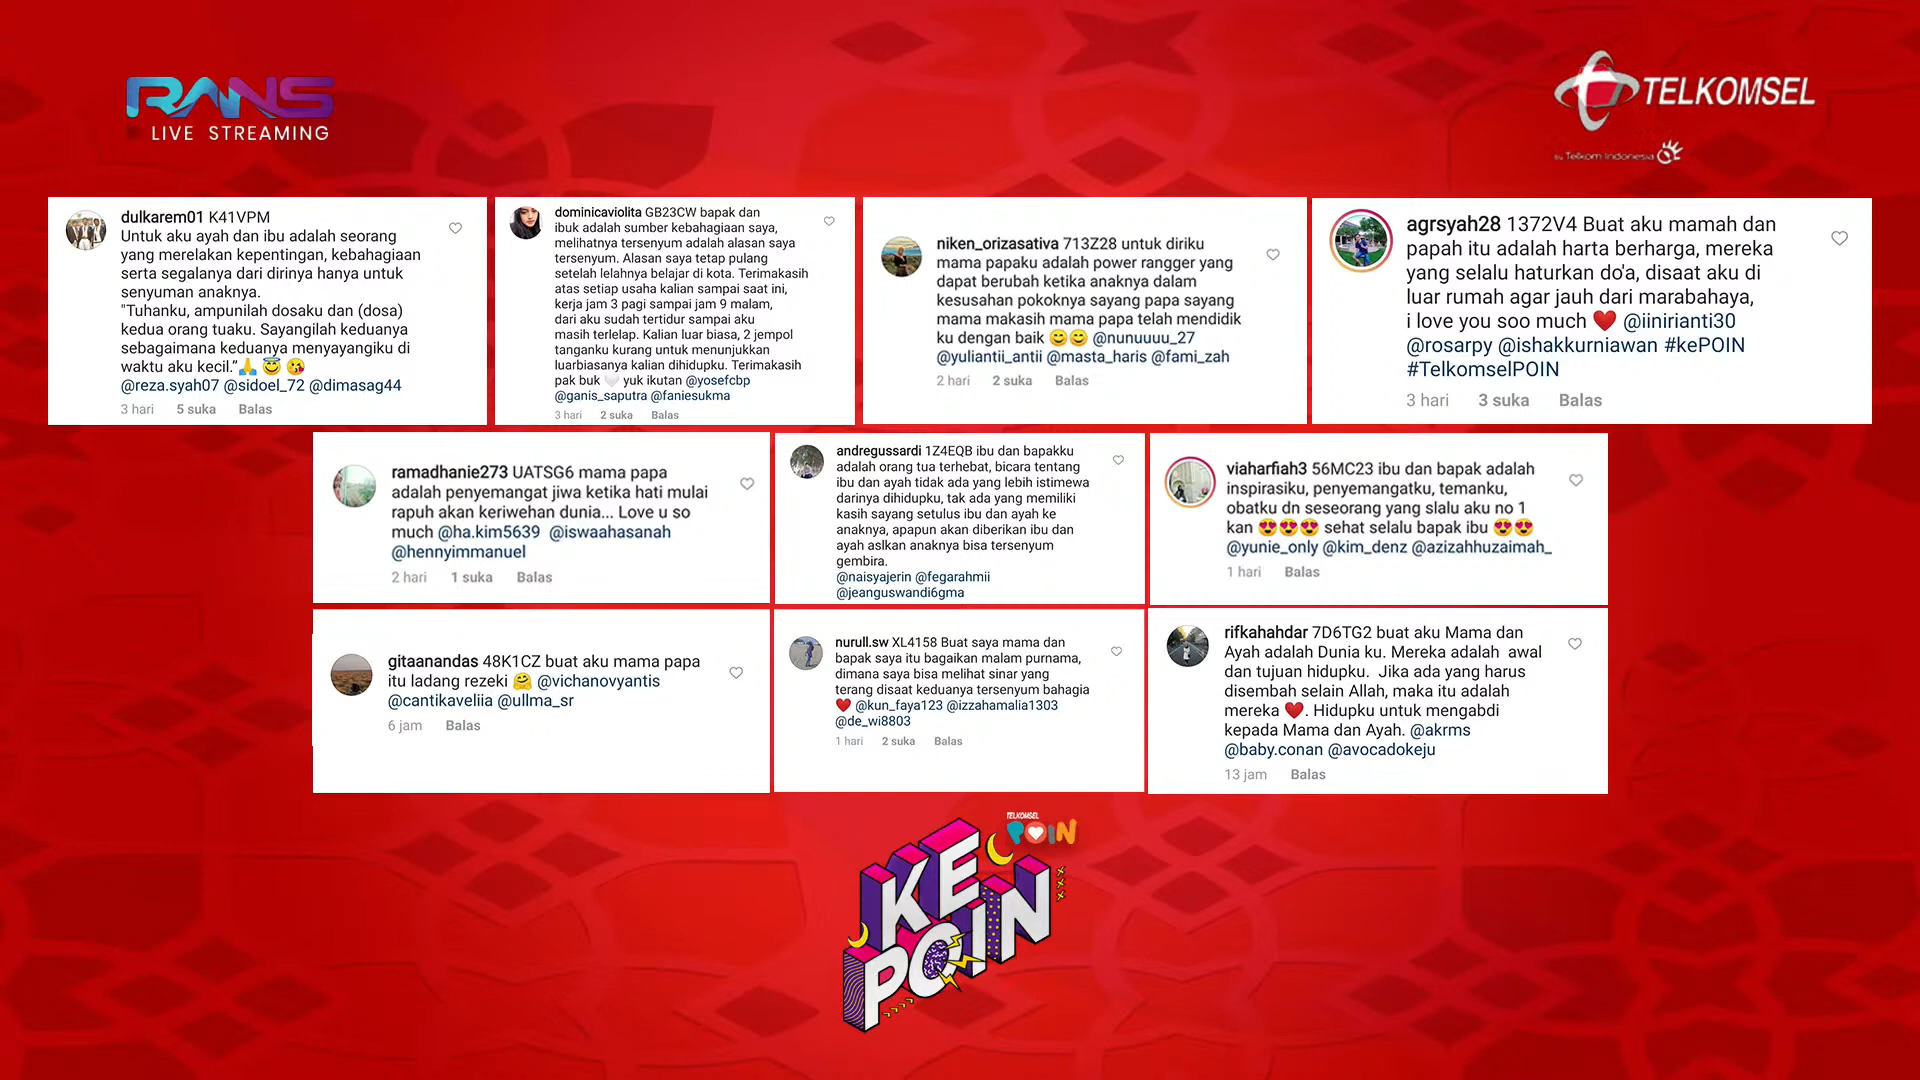 RANS
LIVE STREAMING
TELKOMSEL
by Telkom Indonesia
dulkarem01 K41VPM
Untuk aku ayah dan ibu adalah seorang
yang merelakan kepentingan, kebahagiaan
serta segalanya dari dirinya hanya untuk
senyuman anaknya.
"Tuhanku, ampunilah dosaku dan (dosa)
kedua orang tuaku. Sayangilah keduanya
sebagaimana keduanya menyayangiku di
waktu aku kecil."🙏 😇 😘
@reza.syah07 @sidoel_72 @dimasag44
3 hari 5 suka Balas
dominicaviolita GB23CW bapak dan
ibuk adalah sumber kebahagiaan saya,
melihatnya tersenyum adalah alasan saya
tersenyum. Alasan saya tetap pulang
setelah lelahnya belajar di kota. Terimakasih
atas setiap usaha kalian sampai saat ini,
kerja jam 3 pagi sampai jam 9 malam,
dari aku sudah tertidur sampai aku
masih terlelap. Kalian luar biasa, 2 jempol
tanganku kurang untuk menunjukkan
luarbiasanya kalian dihidupku. Terimakasih
pak buk 🤍 yuk ikutan @yosefcbp
@ganis_saputra @faniesukma
3 hari 2 suka Balas
niken_orizasativa 713Z28 untuk diriku
mama papaku adalah power rangger yang
dapat berubah ketika anaknya dalam
kesusahan pokoknya sayang papa sayang
mama makasih mama papa telah mendidik
ku dengan baik 😊😊 @nunuuuu_27
@yuliantii_antii @masta_haris @fami_zah
2 hari 2 suka Balas
agrsyah28 1372V4 Buat aku mamah dan
papah itu adalah harta berharga, mereka
yang selalu haturkan do'a, disaat aku di
luar rumah agar jauh dari marabahaya,
i love you soo much ❤️ @iinirianti30
@rosarpy @ishakkurniawan #kePOIN
#TelkomselPOIN
3 hari 3 suka Balas
ramadhanie273 UATSG6 mama papa
adalah penyemangat jiwa ketika hati mulai
rapuh akan keriwehan dunia... Love u so
much @ha.kim5639 @iswaahasanah
@hennyimmanuel
2 hari 1 suka Balas
andregussardi 1Z4EQB ibu dan bapakku
adalah orang tua terhebat, bicara tentang
ibu dan ayah tidak ada yang lebih istimewa
darinya dihidupku, tak ada yang memiliki
kasih sayang setulus ibu dan ayah ke
anaknya, apapun akan diberikan ibu dan
ayah aslkan anaknya bisa tersenyum
gembira.
@naisyajerin @fegarahmii
@jeanguswandi6gma
viaharfiah3 56MC23 ibu dan bapak adalah
inspirasiku, penyemangatku, temanku,
obatku dn seseorang yang slalu aku no 1
kan 😍😍😍 sehat selalu bapak ibu 😍😍
@yunie_only @kim_denz @azizahhuzaimah_
1 hari Balas
gitaanandas 48K1CZ buat aku mama papa
itu ladang rezeki 🤗 @vichanovyantis
@cantikaveliia @ullma_sr
6 jam Balas
nurull.sw XL4158 Buat saya mama dan
bapak saya itu bagaikan malam purnama,
dimana saya bisa melihat sinar yang
terang disaat keduanya tersenyum bahagia
❤️ @kun_faya123 @izzahamalia1303
@de_wi8803
1 hari 2 suka Balas
rifkahahdar 7D6TG2 buat aku Mama dan
Ayah adalah Dunia ku. Mereka adalah awal
dan tujuan hidupku. Jika ada yang harus
disembah selain Allah, maka itu adalah
mereka ❤️. Hidupku untuk mengabdi
kepada Mama dan Ayah. @akrms
@baby.conan @avocadokeju
13 jam Balas
TELKOMSEL
POIN
KE
POIN